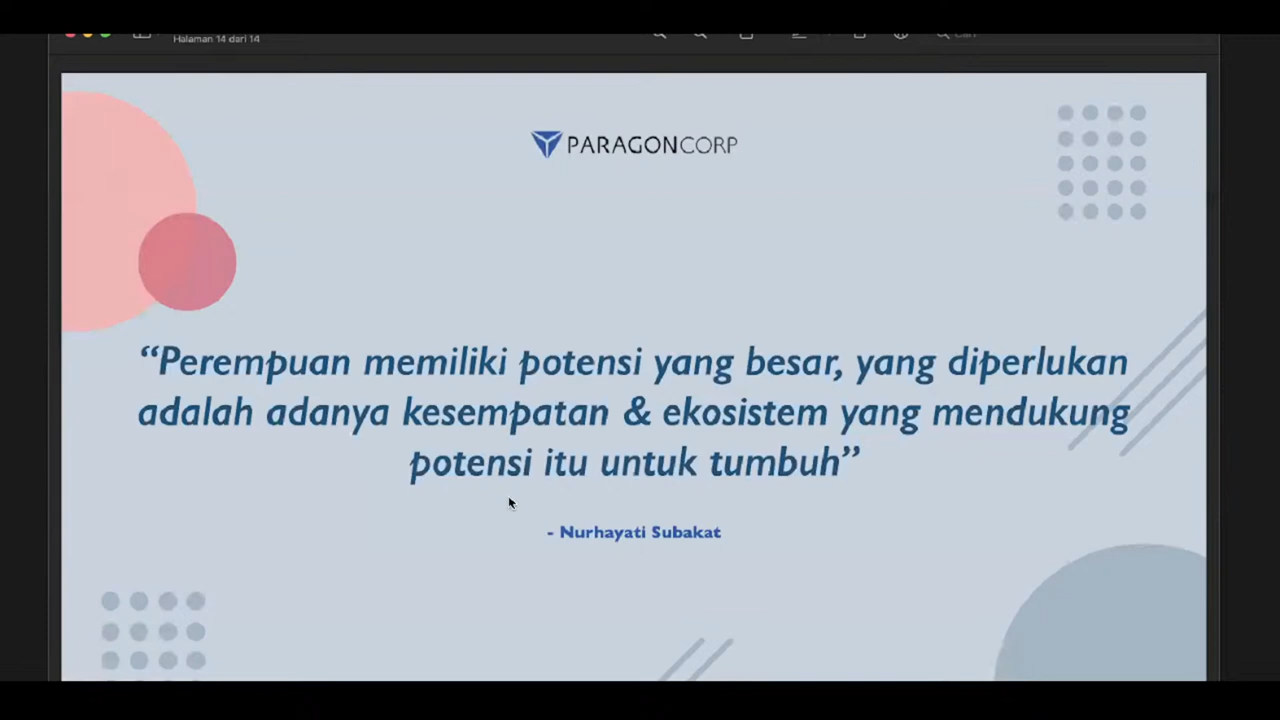 Halaman 14 dari 14
PARAGONCORP
“Perempuan memiliki potensi yang besar, yang diperlukan
adalah adanya kesempatan & ekosistem yang mendukung
potensi itu untuk tumbuh”
- Nurhayati Subakat